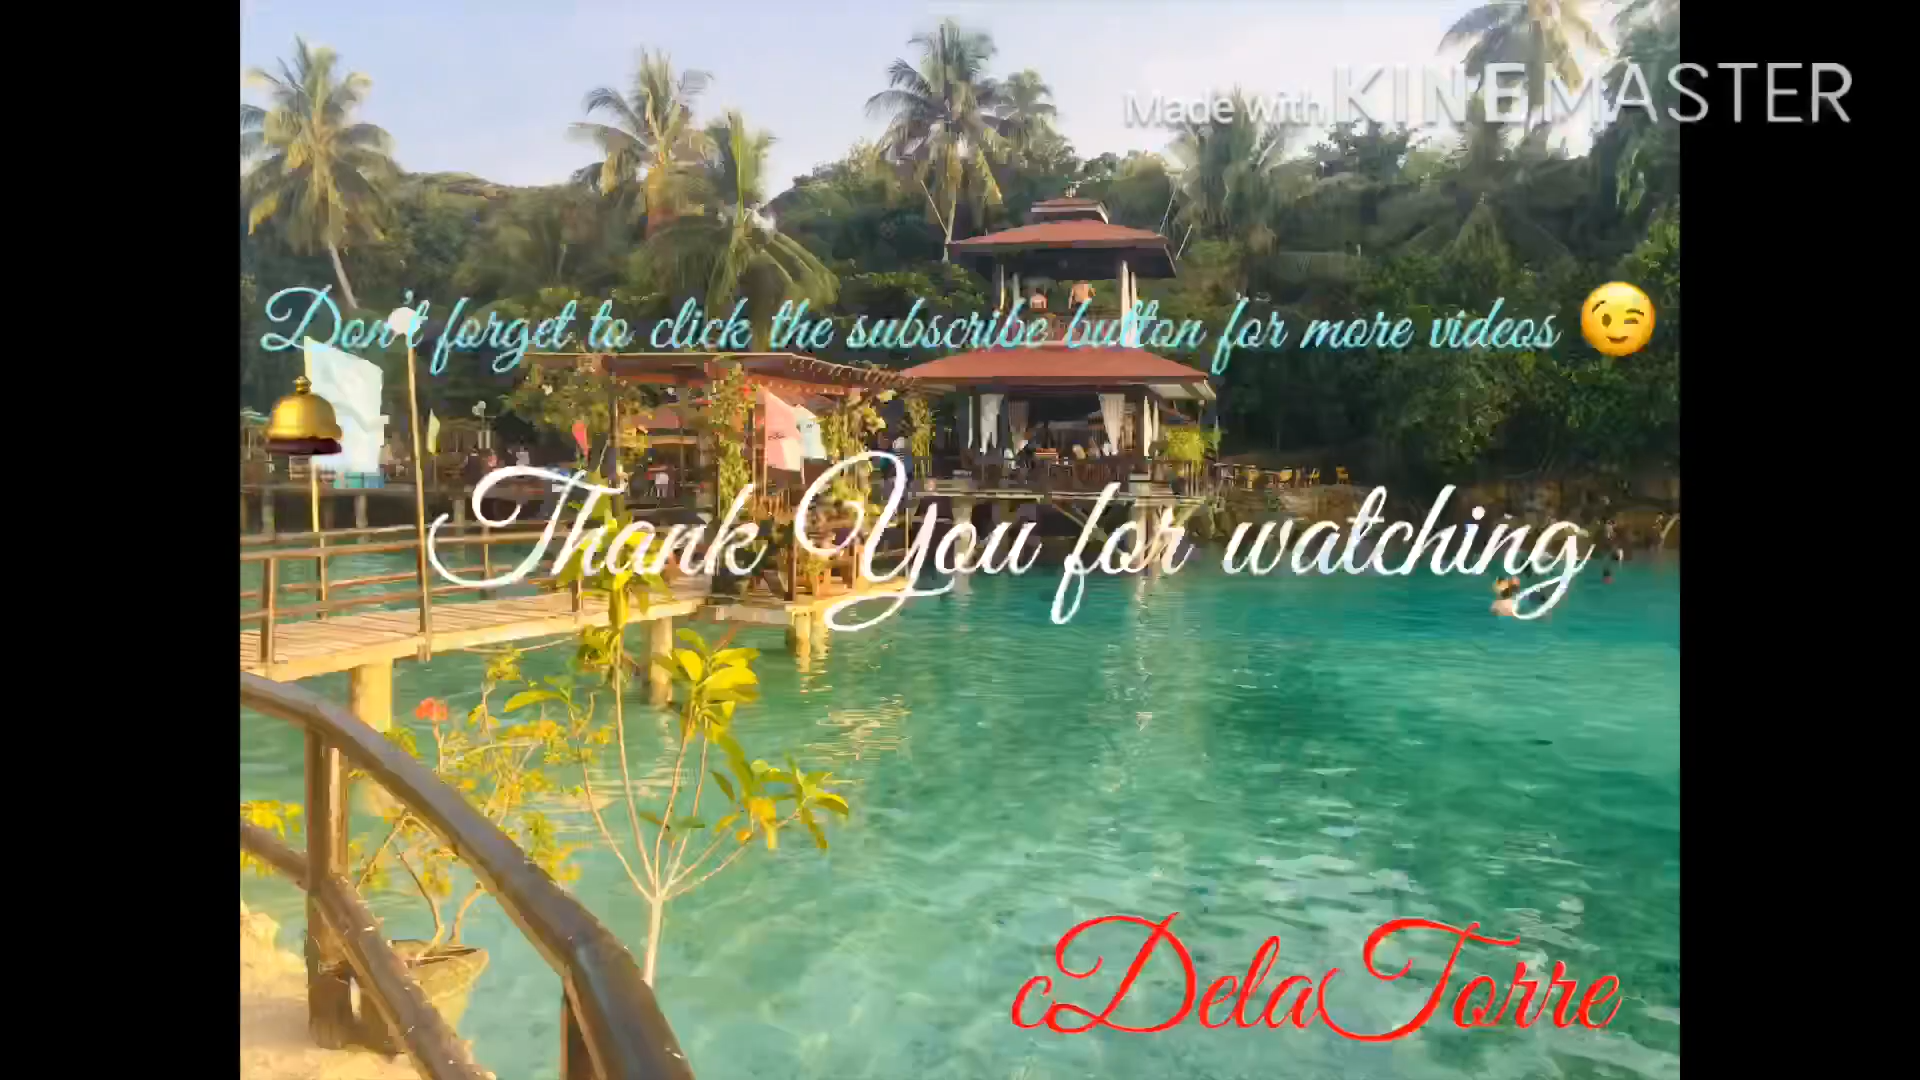 Made with KINEMASTER
Don't forget to click the subscribe button for more videos 😉
Thank You for watching
cDelaTorre